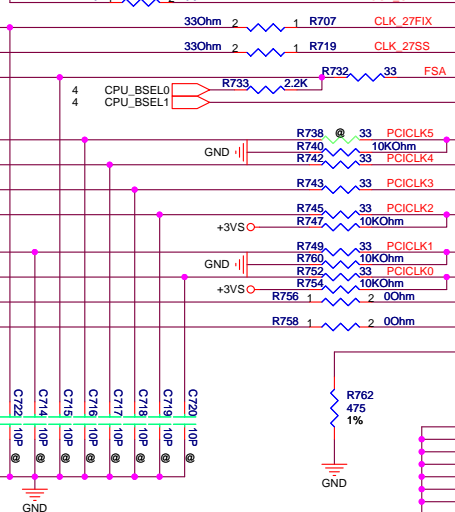 33Ohm 2 1 R707 CLK_27FIX
33Ohm 2 1 R719 CLK_27SS
R732 33 FSA
4 CPU_BSEL0 R733 2.2K
4 CPU_BSEL1
R738 @ 33 PCICLK5
GND R740 10KOhm
R742 33 PCICLK4
R743 33 PCICLK3
R745 33 PCICLK2
+3VS R747 10KOhm
R749 33 PCICLK1
GND R760 10KOhm
R752 33 PCICLK0
+3VS R754 10KOhm
R756 1 2 0Ohm
R758 1 2 0Ohm
R762
475
1%
GND
C722 10P @
C714 10P
C715 10P @
C716 10P @
C717 10P @
C718 10P @
C719 10P @
C720 10P @
GND